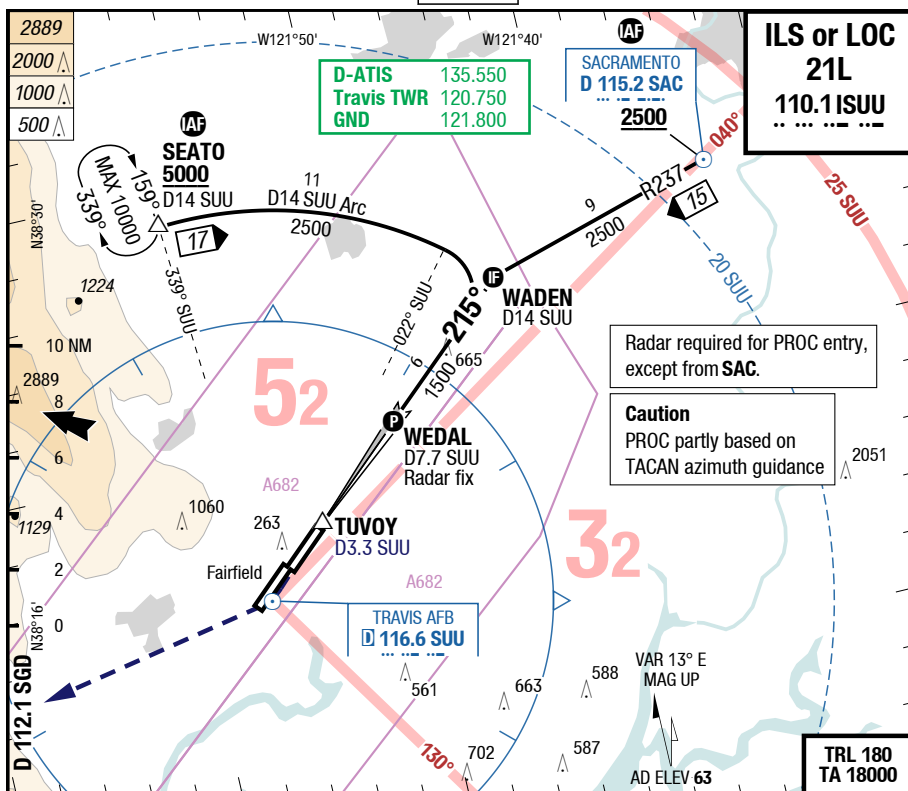 2889
2000
1000
500
W121°50'
W121°40'
D-ATIS 135.550
Travis TWR 120.750
GND 121.800
IAF
SACRAMENTO
D 115.2 SAC
2500
ILS or LOC
21L
110.1 ISUU
IAF
SEATO
5000
D14 SUU
MAX 10000
159°
339°
17
11
D14 SUU Arc
2500
339° SUU
R237
040°
15
9
2500
25 SUU
20 SUU
N38°30'
1224
IF
WADEN
D14 SUU
215°
022° SUU
6
1500
665
10 NM
8
6
4
2
0
2889
52
P
WEDAL
D7.7 SUU
Radar fix
Radar required for PROC entry,
except from SAC.
Caution
PROC partly based on
TACAN azimuth guidance
2051
A682
1060
1129
263
TUVOY
D3.3 SUU
32
Fairfield
A682
N38°16'
TRAVIS AFB
D 116.6 SUU
D 112.1 SGD
561
663
588
587
702
130°
VAR 13° E
MAG UP
AD ELEV 63
TRL 180
TA 18000